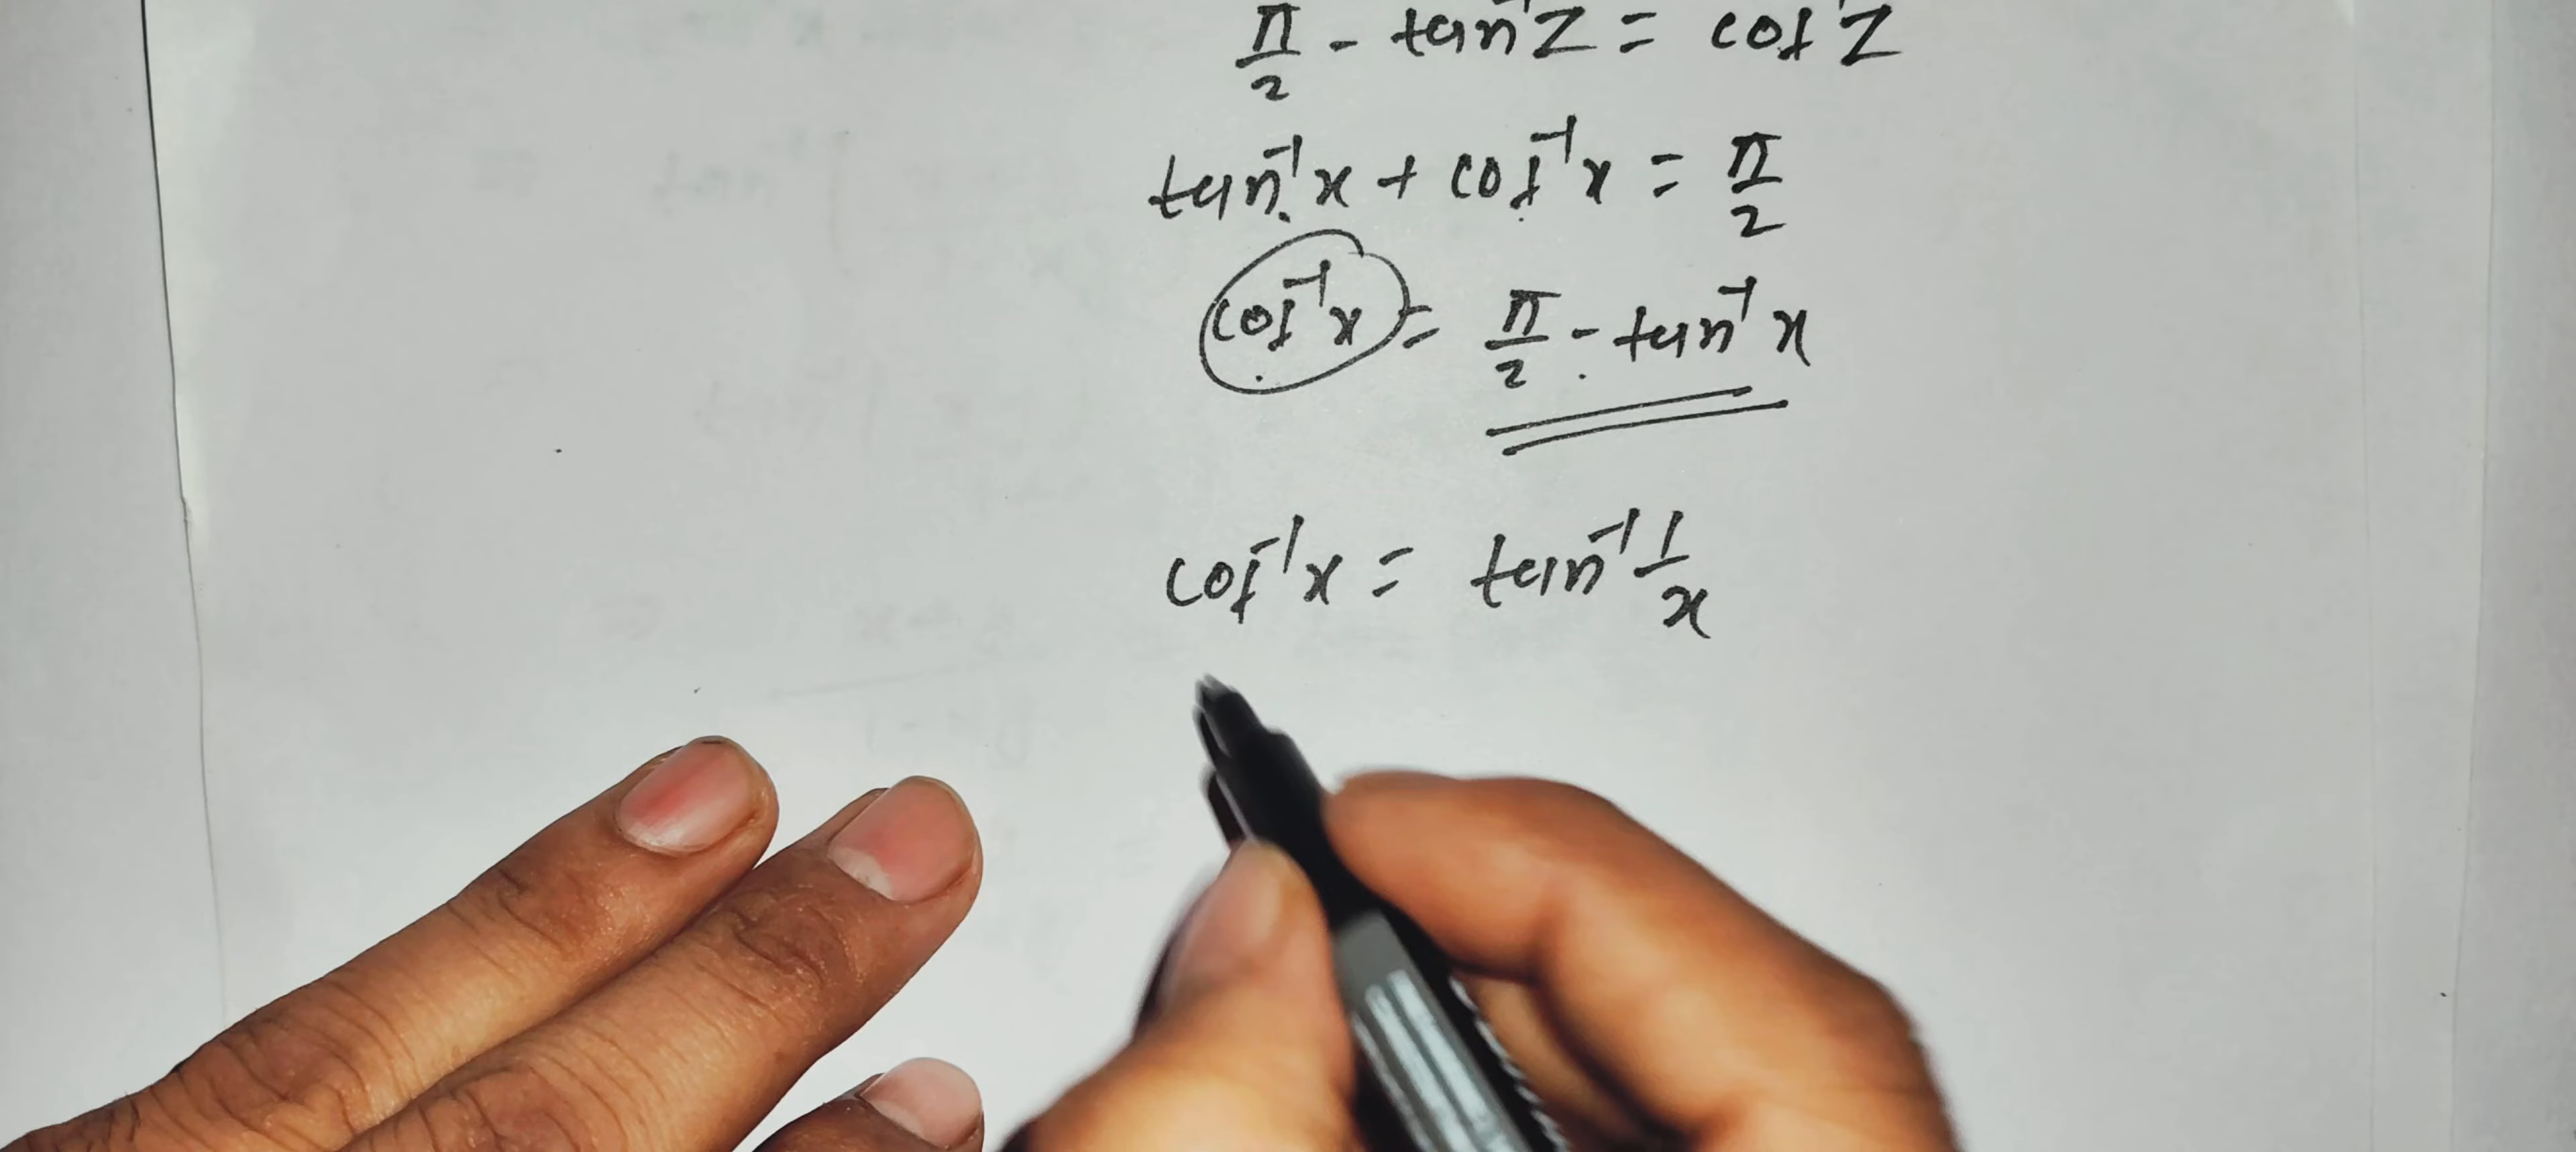 π/2 - tan⁻¹z = cot⁻¹z
tan⁻¹x + cot⁻¹x = π/2
cot⁻¹x = π/2 - tan⁻¹x
cot⁻¹x = tan⁻¹ 1/x